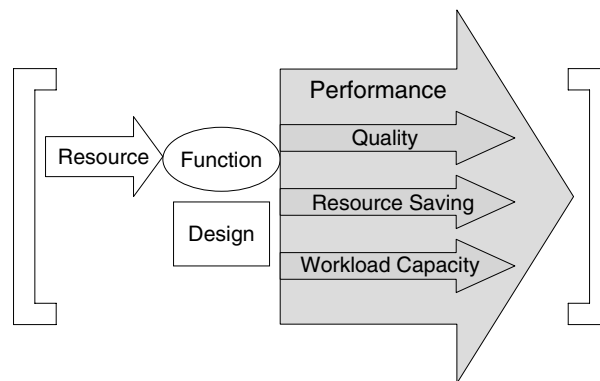 Performance
Quality
Resource
Function
Resource Saving
Design
Workload Capacity